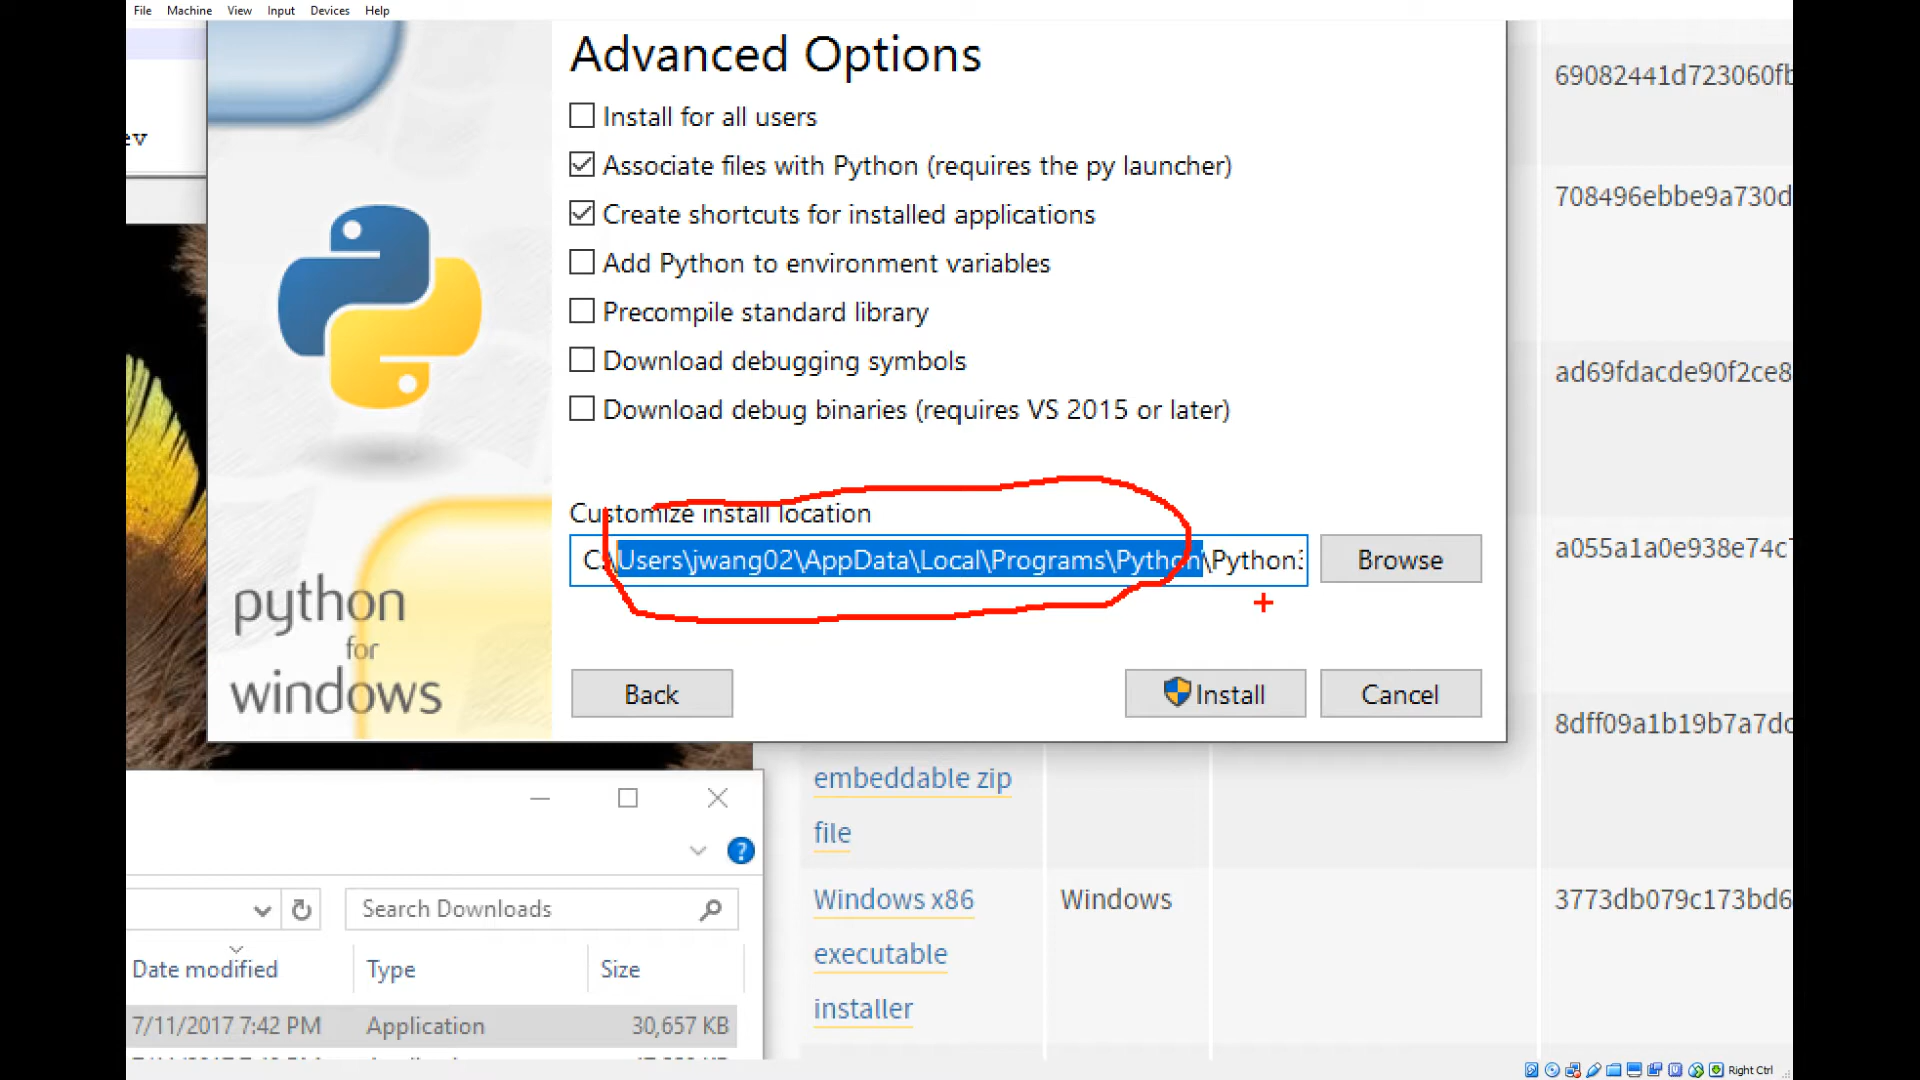 File Machine View Input Devices Help
Advanced Options
Install for all users
Associate files with Python (requires the py launcher)
Create shortcuts for installed applications
Add Python to environment variables
Precompile standard library
Download debugging symbols
Download debug binaries (requires VS 2015 or later)
Customize install location
C:\Users\jwang02\AppData\Local\Programs\Python\Python3
Browse
Back
Install
Cancel
python
for
windows
69082441d723060fb
708496ebbe9a730d
ad69fdacde90f2ce8
a055a1a0e938e74c7
8dff09a1b19b7a7dc
embeddable zip
file
Windows x86
executable
installer
Windows
3773db079c173bd6
Search Downloads
Date modified Type Size
7/11/2017 7:42 PM Application 30,657 KB
Right Ctrl